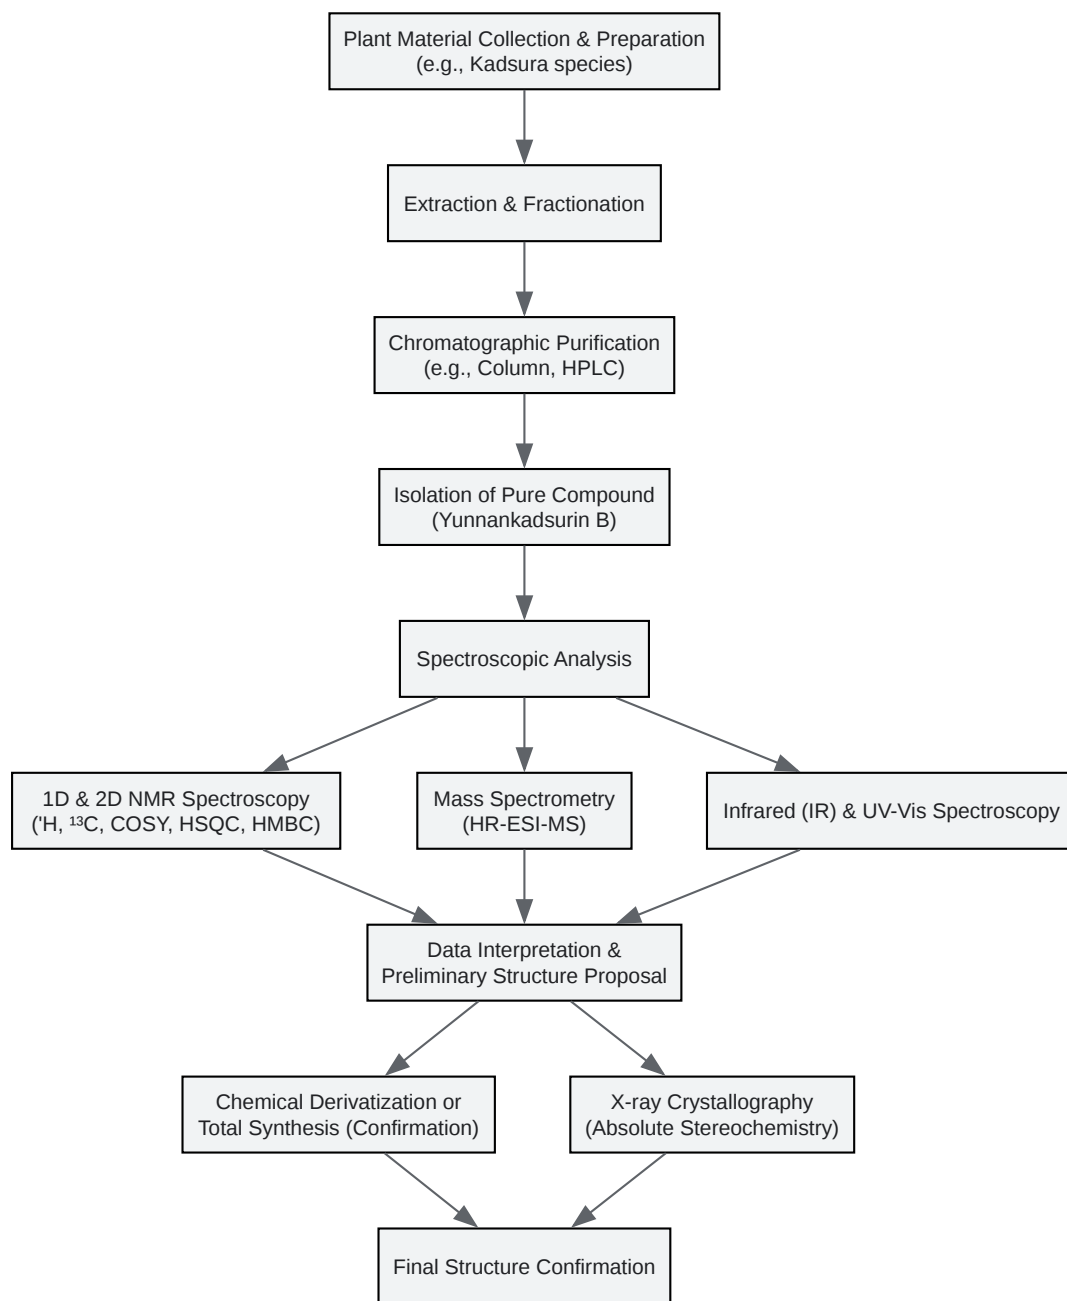 Plant Material Collection & Preparation
(e.g., Kadsura species)
Extraction & Fractionation
Chromatographic Purification
(e.g., Column, HPLC)
Isolation of Pure Compound
(Yunnankadsurin B)
Spectroscopic Analysis
1D & 2D NMR Spectroscopy
('H, ¹³C, COSY, HSQC, HMBC)
Mass Spectrometry
(HR-ESI-MS)
Infrared (IR) & UV-Vis Spectroscopy
Data Interpretation &
Preliminary Structure Proposal
Chemical Derivatization or
Total Synthesis (Confirmation)
X-ray Crystallography
(Absolute Stereochemistry)
Final Structure Confirmation